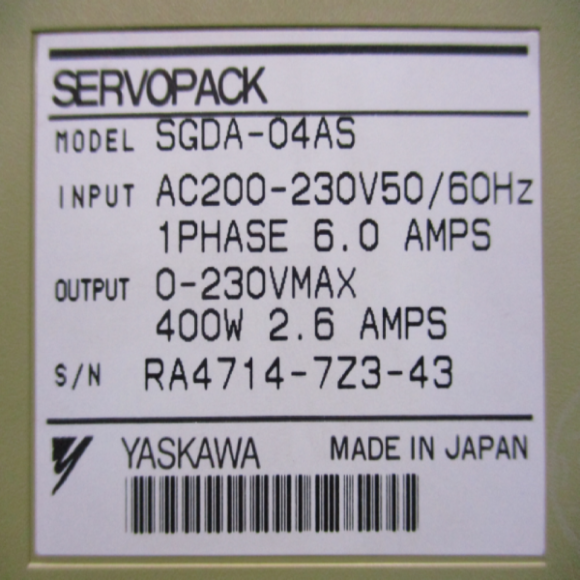 SERVOPACK
MODEL SGDA-04AS
INPUT AC200-230V50/60Hz
1PHASE 6.0 AMPS
OUTPUT 0-230VMAX
400W 2.6 AMPS
S/N RA4714-7Z3-43
YASKAWA MADE IN JAPAN